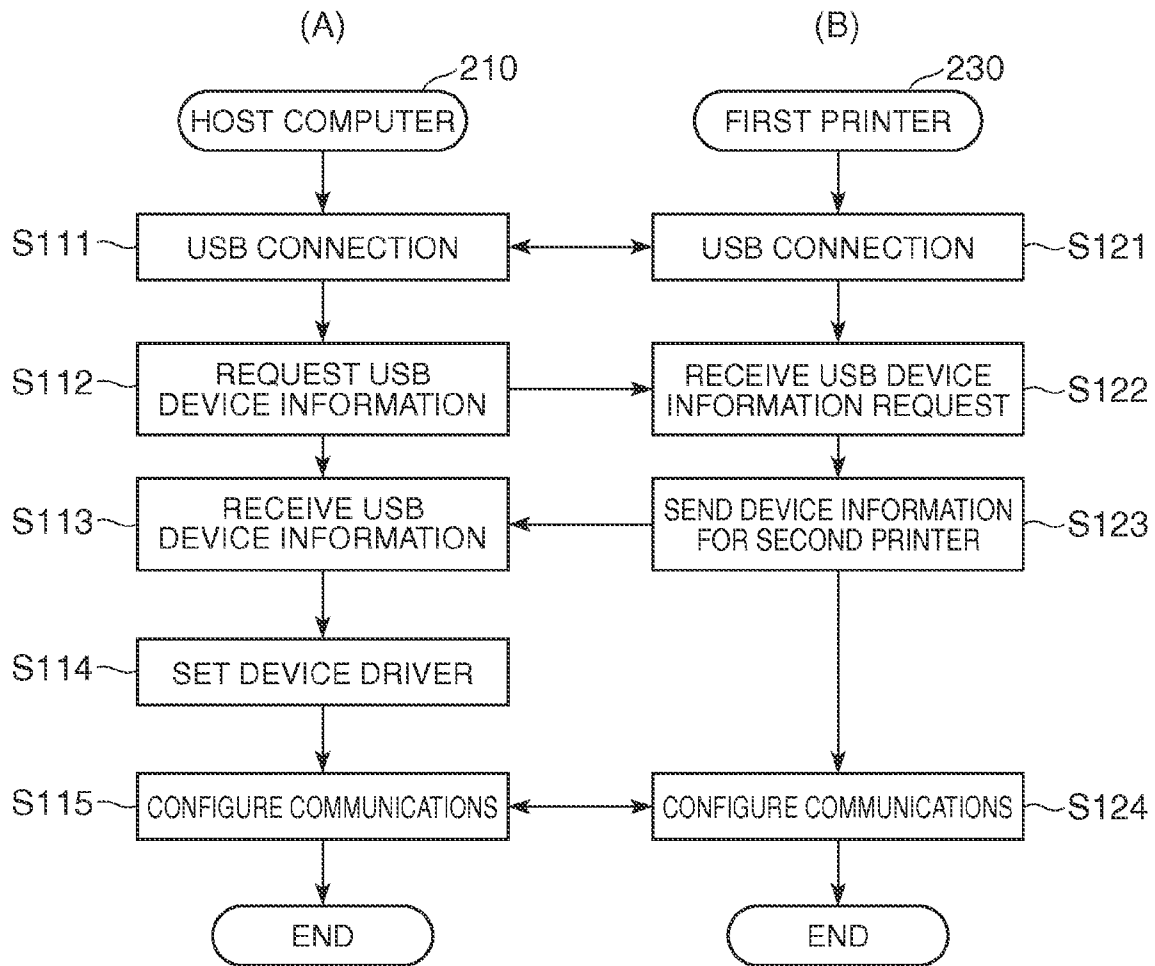 (A)
(B)
210
230
HOST COMPUTER
FIRST PRINTER
S111
USB CONNECTION
USB CONNECTION
S121
S112
REQUEST USB
DEVICE INFORMATION
RECEIVE USB DEVICE
INFORMATION REQUEST
S122
S113
RECEIVE USB
DEVICE INFORMATION
SEND DEVICE INFORMATION
FOR SECOND PRINTER
S123
S114
SET DEVICE DRIVER
S115
CONFIGURE COMMUNICATIONS
CONFIGURE COMMUNICATIONS
S124
END
END